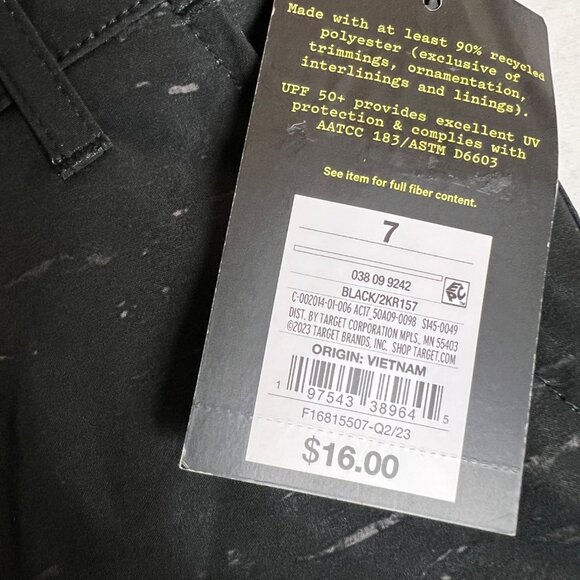 Made with at least 90% recycled
polyester (exclusive of
trimmings, ornamentation,
interlinings and linings).
UPF 50+ provides excellent UV
protection & complies with
AATCC 183/ASTM D6603
See item for full fiber content.
7
038 09 9242
BLACK/2KR157
C-002014-01-006 AC17_50A09-0098 S145-0049
DIST. BY TARGET CORPORATION MPLS, MN 55403
©2023 TARGET BRANDS, INC. SHOP TARGET.COM
ORIGIN: VIETNAM
1 97543 38964 5
F16815507-Q2/23
$16.00